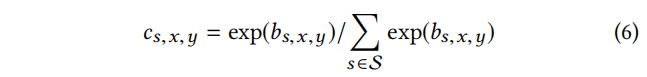 c_{s,x,y} = exp(b_{s,x,y})/∑_{s∈𝒮} exp(b_{s,x,y}) (6)